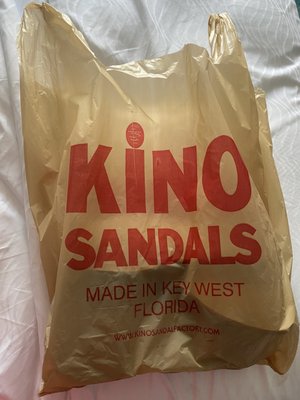 KINO
SANDALS
MADE IN KEY WEST
FLORIDA
WWW.KINOSANDALFACTORY.COM